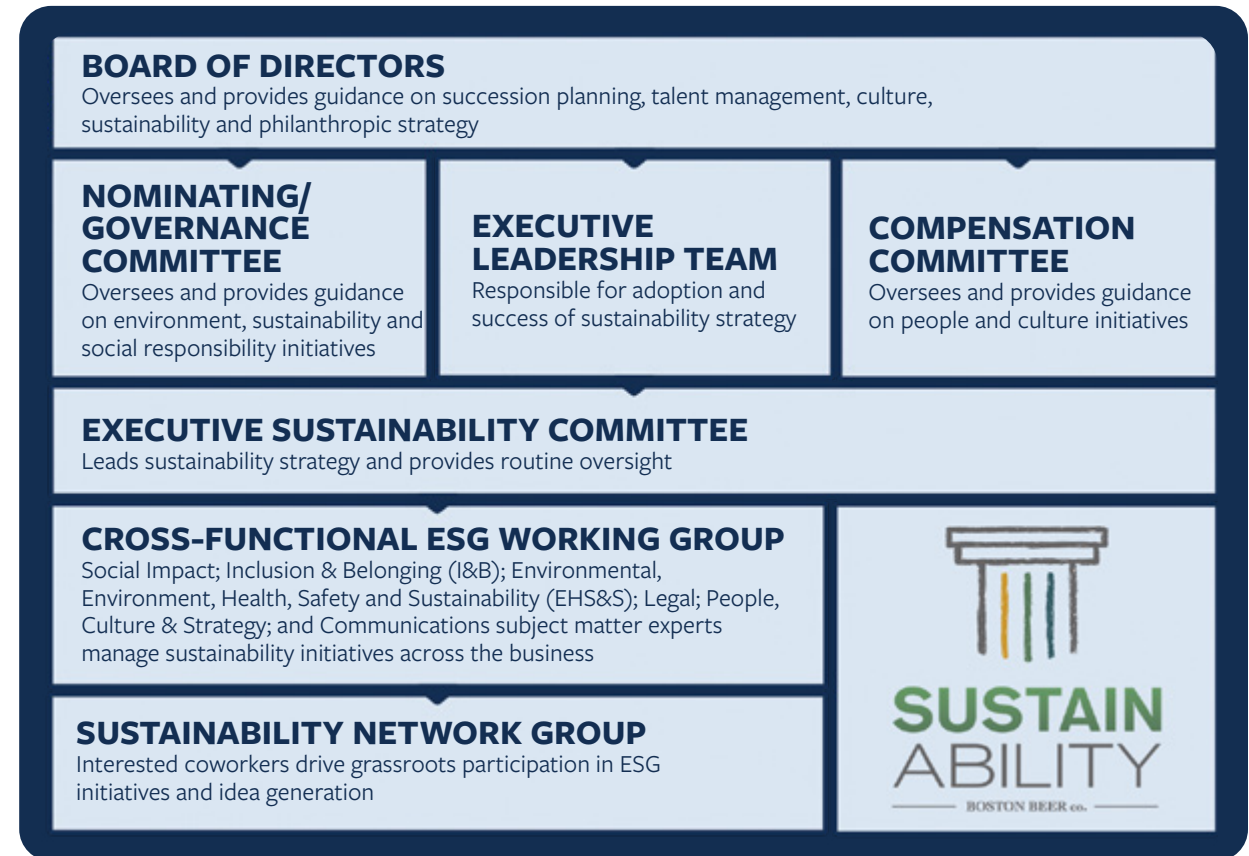 BOARD OF DIRECTORS
Oversees and provides guidance on succession planning, talent management, culture,
sustainability and philanthropic strategy
NOMINATING/
GOVERNANCE
COMMITTEE
Oversees and provides guidance
on environment, sustainability and
social responsibility initiatives
EXECUTIVE
LEADERSHIP TEAM
Responsible for adoption and
success of sustainability strategy
COMPENSATION
COMMITTEE
Oversees and provides guidance
on people and culture initiatives
EXECUTIVE SUSTAINABILITY COMMITTEE
Leads sustainability strategy and provides routine oversight
CROSS-FUNCTIONAL ESG WORKING GROUP
Social Impact; Inclusion & Belonging (I&B); Environmental,
Environment, Health, Safety and Sustainability (EHS&S); Legal; People,
Culture & Strategy; and Communications subject matter experts
manage sustainability initiatives across the business
SUSTAINABILITY NETWORK GROUP
Interested coworkers drive grassroots participation in ESG
initiatives and idea generation
SUSTAIN
ABILITY
BOSTON BEER co.